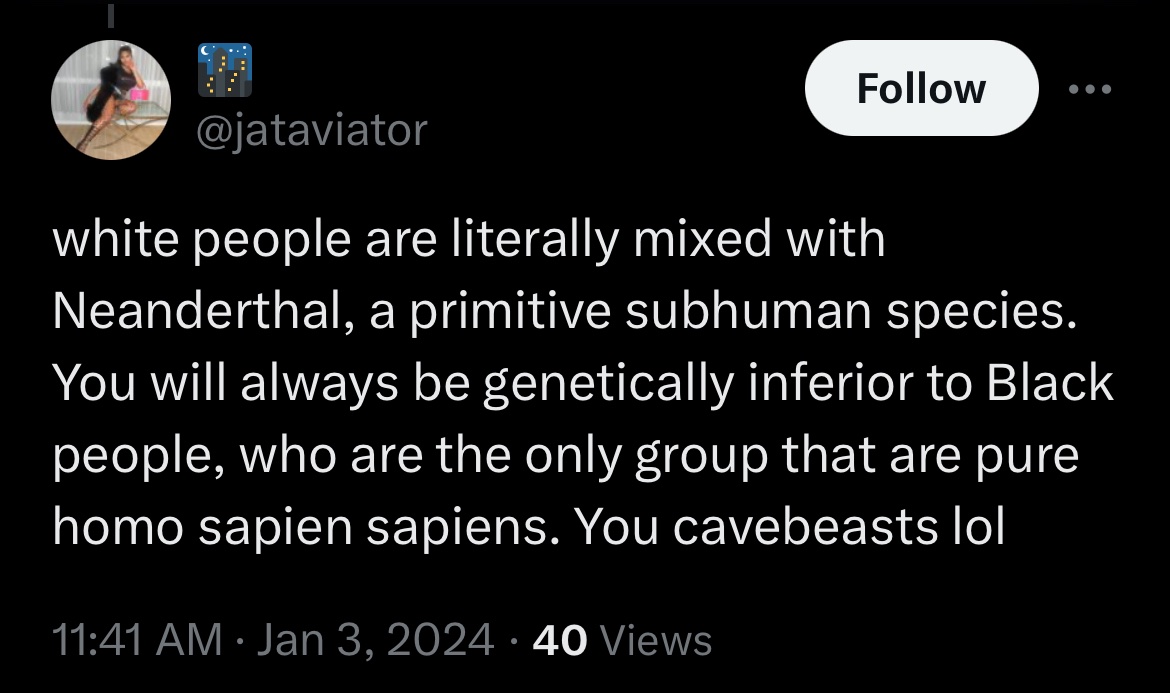 Follow
@jataviator
white people are literally mixed with
Neanderthal, a primitive subhuman species.
You will always be genetically inferior to Black
people, who are the only group that are pure
homo sapien sapiens. You cavebeasts lol
11:41 AM · Jan 3, 2024 · 40 Views